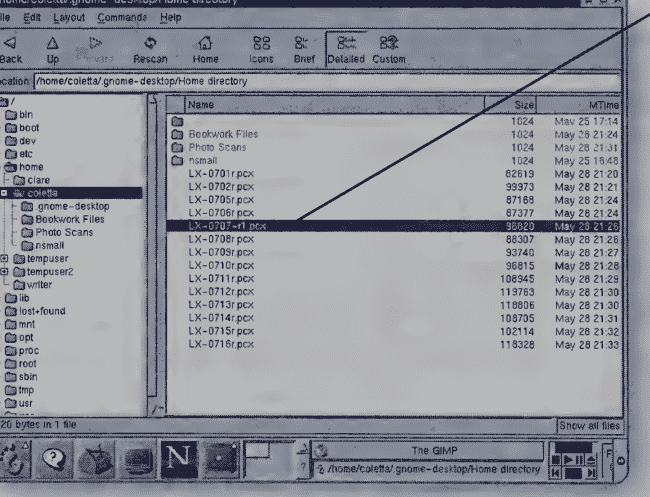 /home/coletta/.gnome-desktop/Home directory
File Edit Layout Commands Help
Back Up Forward Rescan Home Icons Brief Detailed Custom
Location: /home/coletta/.gnome-desktop/Home directory
/
bin
boot
dev
etc
home
clare
coletta
.gnome-desktop
Bookwork Files
Photo Scans
nsmail
tempuser
tempuser2
writer
lib
lost+found
mnt
opt
proc
root
sbin
tmp
usr
Name Size MTime
1024 May 25 17:14
Bookwork Files 1024 May 28 21:24
Photo Scans 1024 May 28 21:31
nsmail 1024 May 25 16:48
LX-0701r.pcx 82619 May 28 21:20
LX-0702r.pcx 99973 May 28 21:21
LX-0705r.pcx 87168 May 28 21:24
LX-0706r.pcx 87377 May 28 21:24
LX-0707-r1.pcx 96820 May 28 21:26
LX-0708r.pcx 88307 May 28 21:26
LX-0709r.pcx 93740 May 28 21:27
LX-0710r.pcx 96815 May 28 21:28
LX-0711r.pcx 108945 May 28 21:29
LX-0712r.pcx 119763 May 28 21:30
LX-0713r.pcx 118806 May 28 21:30
LX-0714r.pcx 108705 May 28 21:31
LX-0715r.pcx 102114 May 28 21:32
LX-0716r.pcx 118328 May 28 21:33
20 bytes in 1 file Show all files
N
The GIMP
/home/coletta/.gnome-desktop/Home directory